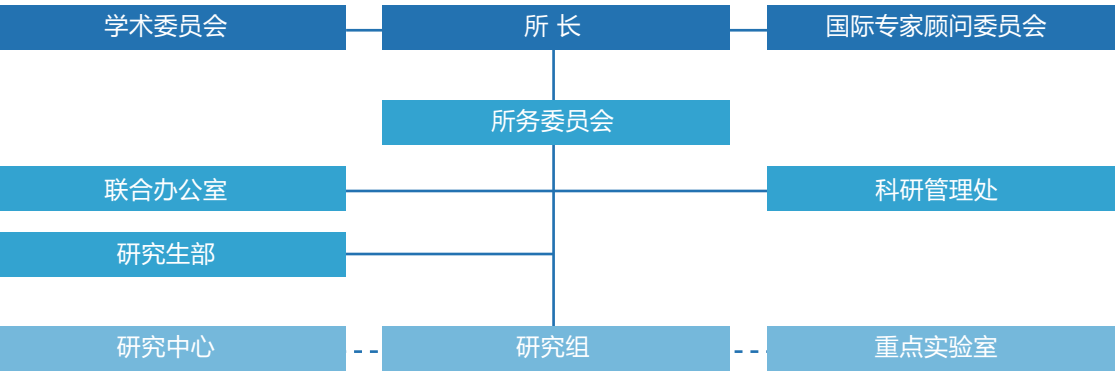 学术委员会
所 长
国际专家顾问委员会
所务委员会
联合办公室
科研管理处
研究生部
研究中心
研究组
重点实验室